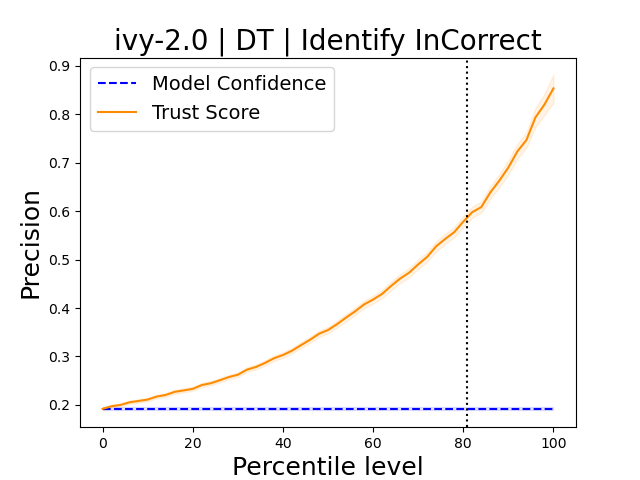 ivy-2.0 | DT | Identify InCorrect
Model Confidence
Trust Score
Precision
0.9
0.8
0.7
0.6
0.5
0.4
0.3
0.2
0 20 40 60 80 100
Percentile level